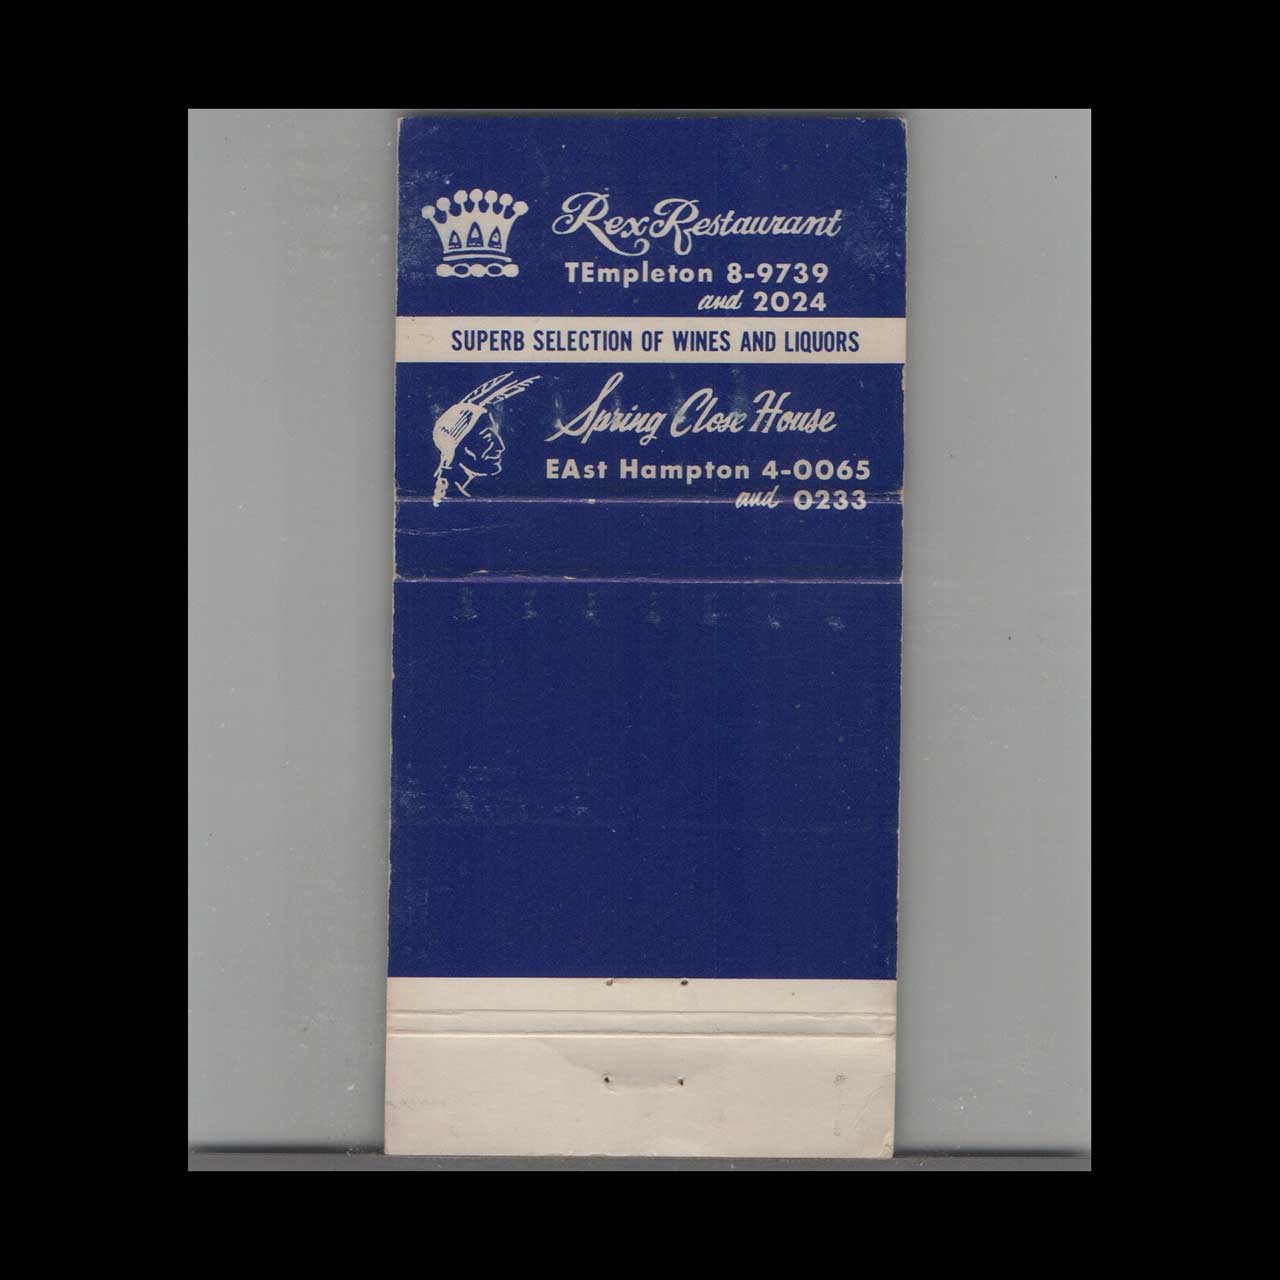 Rex Restaurant
TEmpleton 8-9739
and 2024
SUPERB SELECTION OF WINES AND LIQUORS
Spring Close House
EAst Hampton 4-0065
and 0233